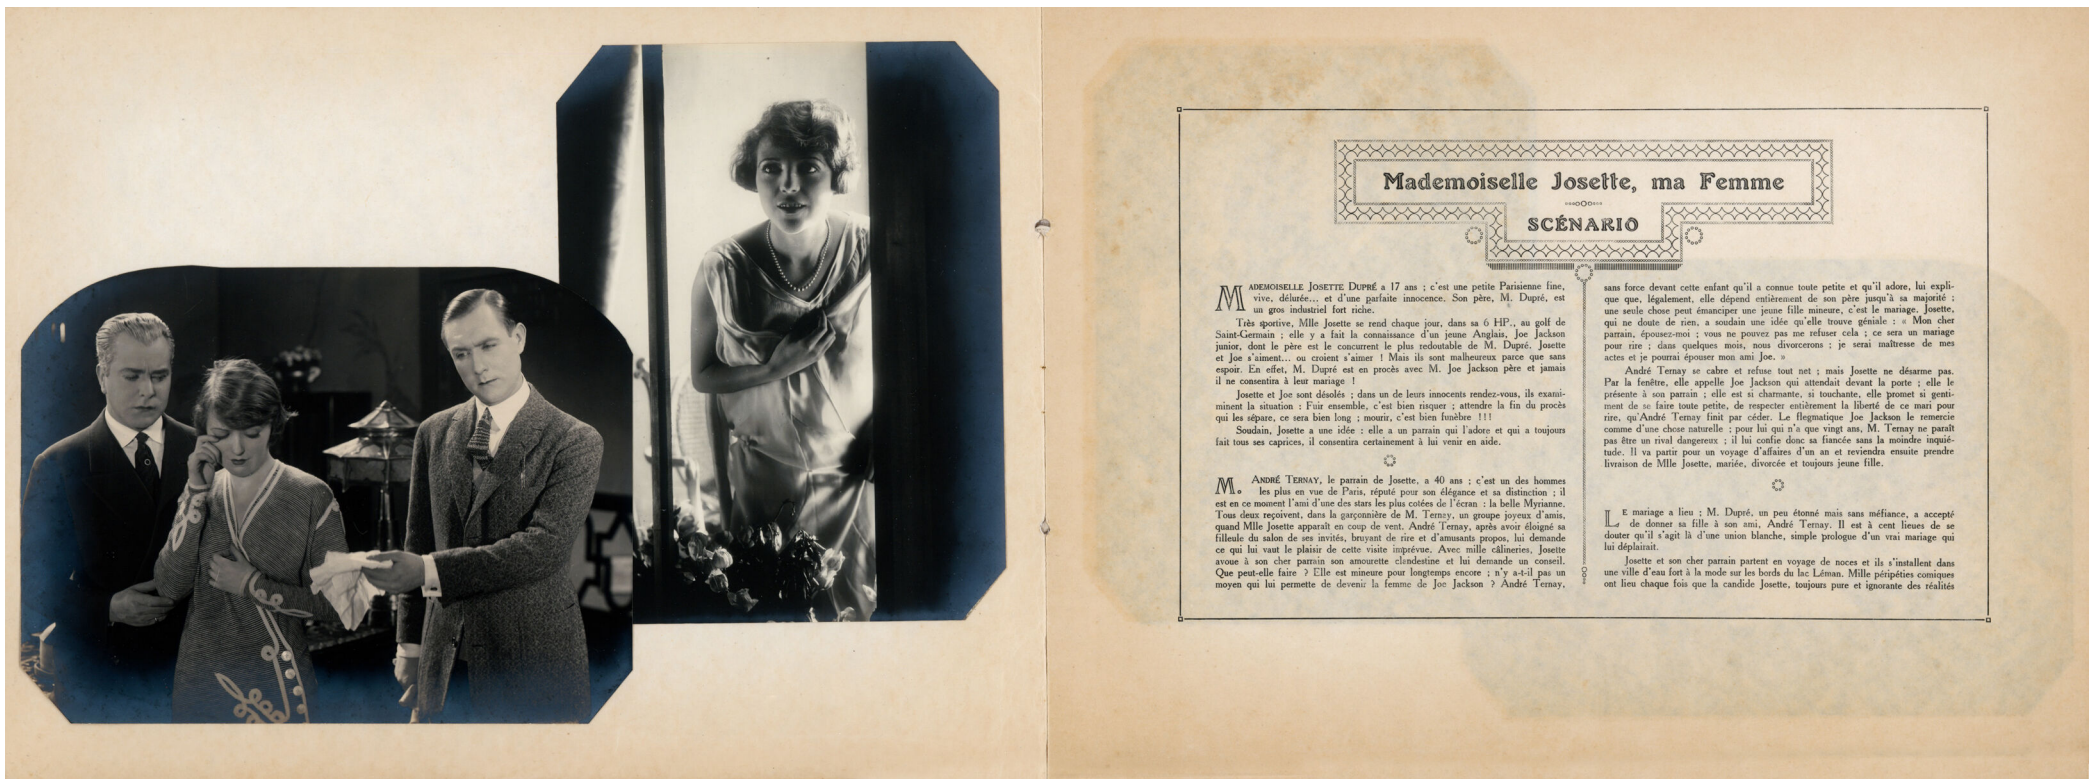 Mademoiselle Josette, ma Femme
SCÉNARIO
MADEMOISELLE JOSETTE DUPRÉ a 17 ans ; c'est une petite Parisienne fine,
vive, délurée... et d'une parfaite innocence. Son père, M. Dupré, est
un gros industriel fort riche.
Très sportive, Mlle Josette se rend chaque jour, dans sa 6 HP., au golf de
Saint-Germain ; elle y a fait la connaissance d'un jeune Anglais, Joe Jackson
junior, dont le père est le concurrent le plus redoutable de M. Dupré. Josette
et Joe s'aiment... ou croient s'aimer ! Mais ils sont malheureux parce que sans
espoir. En effet, M. Dupré est en procès avec M. Joe Jackson père et jamais
il ne consentira à leur mariage !
Josette et Joe sont désolés ; dans un de leurs innocents rendez-vous, ils exami-
minent la situation : Fuir ensemble, c'est bien risquer ; attendre la fin du procès
qui les sépare, ce sera bien long ; mourir, c'est bien funèbre !!!
Soudain, Josette a une idée : elle a un parrain qui l'adore et qui a toujours
fait tous ses caprices, il consentira certainement à lui venir en aide.
M. ANDRÉ TERNAY, le parrain de Josette, a 40 ans ; c'est un des hommes
les plus en vue de Paris, réputé pour son élégance et sa distinction ; il
est en ce moment l'ami d'une des stars les plus cotées de l'écran : la belle Myrianne.
Tous deux reçoivent, dans la garçonnière de M. Ternay, un groupe joyeux d'amis,
quand Mlle Josette apparaît en coup de vent. André Ternay, après avoir éloigné sa
filleule du salon de ses invités, bruyant de rire et d'amusants propos, lui demande
ce qui lui vaut le plaisir de cette visite imprévue. Avec mille câlineries, Josette
avoue à son cher parrain son amourette clandestine et lui demande un conseil.
Que peut-elle faire ? Elle est mineure pour longtemps encore ; n'y a-t-il pas un
moyen qui lui permette de devenir la femme de Joe Jackson ? André Ternay,
sans force devant cette enfant qu'il a connue toute petite et qu'il adore, lui expli-
que que, légalement, elle dépend entièrement de son père jusqu'à sa majorité ;
une seule chose peut émanciper une jeune fille mineure, c'est le mariage. Josette,
qui ne doute de rien, a soudain une idée qu'elle trouve géniale : « Mon cher
parrain, épousez-moi ; vous ne pouvez pas me refuser cela ; ce sera un mariage
pour rire ; dans quelques mois, nous divorcerons ; je serai maîtresse de mes
actes et je pourrai épouser mon ami Joe. »
André Ternay se cabre et refuse tout net ; mais Josette ne désarme pas.
Par la fenêtre, elle appelle Joe Jackson qui attendait devant la porte ; elle le
présente à son parrain ; elle est si charmante, si touchante, elle promet si genti-
ment de se faire toute petite, de respecter entièrement la liberté de ce mari pour
rire, qu'André Ternay finit par céder. Le flegmatique Joe Jackson le remercie
comme d'une chose naturelle ; pour lui qui n'a que vingt ans, M. Ternay ne paraît
pas être un rival dangereux ; il lui confie donc sa fiancée sans la moindre inquié-
tude. Il va partir pour un voyage d'affaires d'un an et reviendra ensuite prendre
livraison de Mlle Josette, mariée, divorcée et toujours jeune fille.
LE mariage a lieu ; M. Dupré, un peu étonné mais sans méfiance, a accepté
de donner sa fille à son ami, André Ternay. Il est à cent lieues de se
douter qu'il s'agit là d'une union blanche, simple prologue d'un vrai mariage qui
lui déplairait.
Josette et son cher parrain partent en voyage de noces et ils s'installent dans
une ville d'eau fort à la mode sur les bords du lac Léman. Mille péripéties comiques
ont lieu chaque fois que la candide Josette, toujours pure et ignorante des réalités